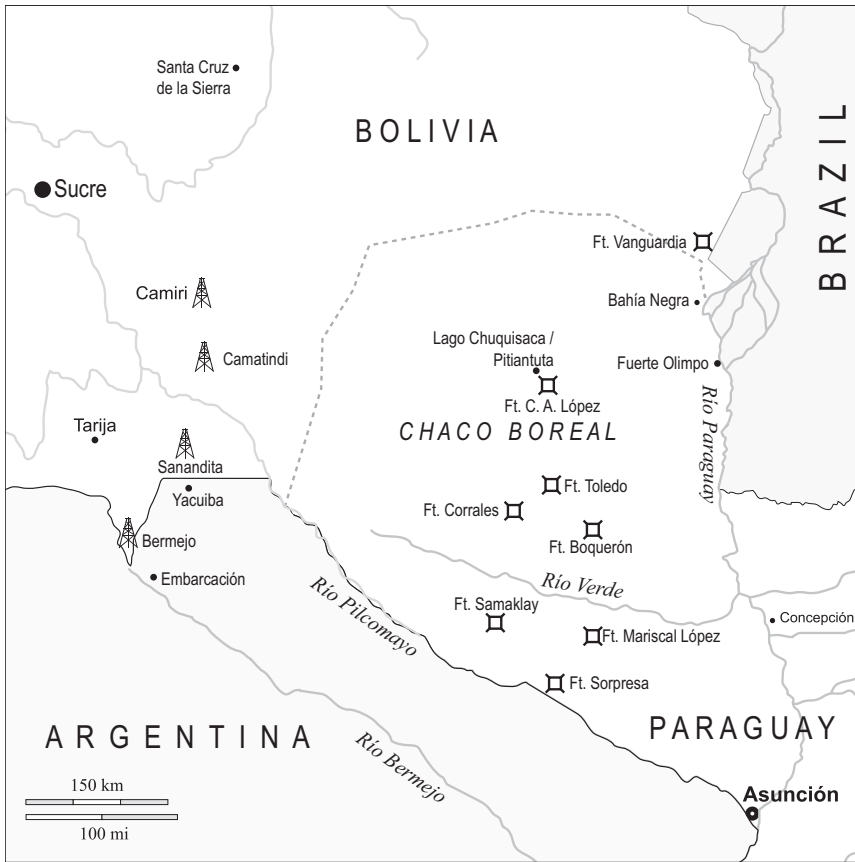 Santa Cruz
de la Sierra
BOLIVIA
BRAZIL
Sucre
Ft. Vanguardia
Camiri
Bahía Negra
Lago Chuquisaca /
Pitiantuta
Camatindi
Fuerte Olimpo
Ft. C. A. López
Río Paraguay
Tarija
CHACO BOREAL
Sanandita
Yacuiba
Ft. Toledo
Ft. Corrales
Bermejo
Ft. Boquerón
Embarcación
Río Verde
Río Pilcomayo
Ft. Samaklay
Concepción
Ft. Mariscal López
Ft. Sorpresa
ARGENTINA
PARAGUAY
Río Bermejo
150 km
100 mi
Asunción